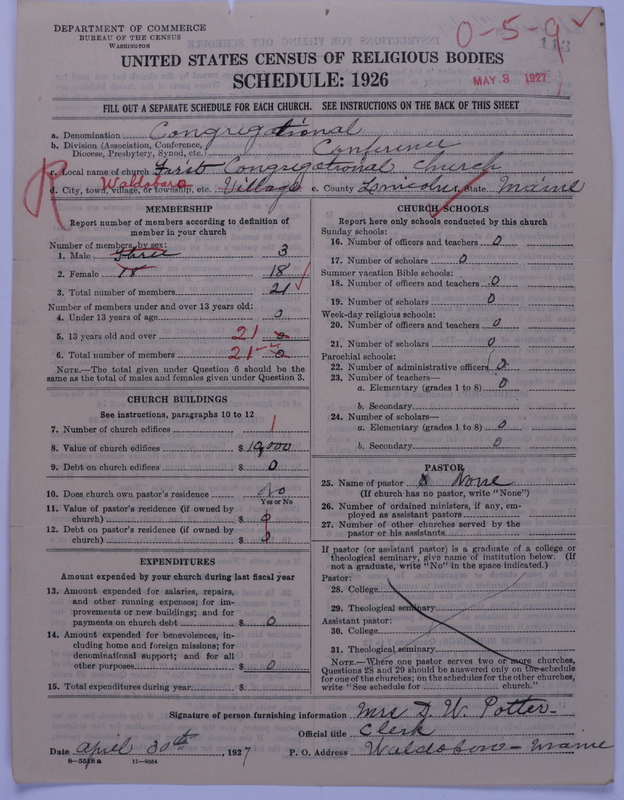 DEPARTMENT OF COMMERCE
BUREAU OF THE CENSUS
WASHINGTON
0-5-9 ✓
113
UNITED STATES CENSUS OF RELIGIOUS BODIES
SCHEDULE: 1926
MAY 3 1927
FILL OUT A SEPARATE SCHEDULE FOR EACH CHURCH. SEE INSTRUCTIONS ON THE BACK OF THIS SHEET
a. Denomination Congregational
b. Division (Association, Conference, Diocese, Presbytery, Synod, etc.) Conference
c. Local name of church First Congregational Church
R
d. City, town, village, or township, etc. Waldoboro Village e. County Lincoln State Maine
MEMBERSHIP
Report number of members according to definition of
member in your church
Number of members by sex:
1. Male Three 3
2. Female 18 18
3. Total number of members 21 ✓
Number of members under and over 13 years old:
4. Under 13 years of age 0
5. 13 years old and over 21 0
6. Total number of members 21 0
NOTE.—The total given under Question 6 should be
same as the total of males and females given under Question 3.
CHURCH BUILDINGS
See instructions, paragraphs 10 to 12
7. Number of church edifices 1
8. Value of church edifices $ 10,000
9. Debt on church edifices $ 0
10. Does church own pastor's residence No
Yes or No
11. Value of pastor's residence (if owned by
church) $ 0
12. Debt on pastor's residence (if owned by
church) $ 0
EXPENDITURES
Amount expended by your church during last fiscal year
13. Amount expended for salaries, repairs,
and other running expenses; for im-
provements or new buildings; and for
payments on church debt $ 0
14. Amount expended for benevolences, in-
cluding home and foreign missions; for
denominational support; and for all
other purposes $ 0
15. Total expenditures during year $
CHURCH SCHOOLS
Report here only schools conducted by this church
Sunday schools:
16. Number of officers and teachers 0
17. Number of scholars 0
Summer vacation Bible schools:
18. Number of officers and teachers 0
19. Number of scholars 0
Week-day religious schools:
20. Number of officers and teachers 0
21. Number of scholars 0
Parochial schools:
22. Number of administrative officers 0
23. Number of teachers—
a. Elementary (grades 1 to 8) 0
b. Secondary
24. Number of scholars—
a. Elementary (grades 1 to 8) 0
b. Secondary 0
PASTOR
25. Name of pastor None
(If church has no pastor, write "None")
26. Number of ordained ministers, if any, em-
ployed as assistant pastors
27. Number of other churches served by the
pastor or his assistants
If pastor (or assistant pastor) is a graduate of a college or
theological seminary, give name of institution below. (If
not a graduate, write "No" in the space indicated.)
Pastor:
28. College
29. Theological seminary
Assistant pastor:
30. College
31. Theological seminary
NOTE.—Where one pastor serves two or more churches,
Questions 28 and 29 should be answered only on the schedule
for one of the churches; on the schedules for the other churches,
write "See schedule for church."
Signature of person furnishing information Mrs D. W. Potter
Official title Clerk
Date April 30th, 1927 P. O. Address Waldoboro - Maine
8—5518a 11—9034